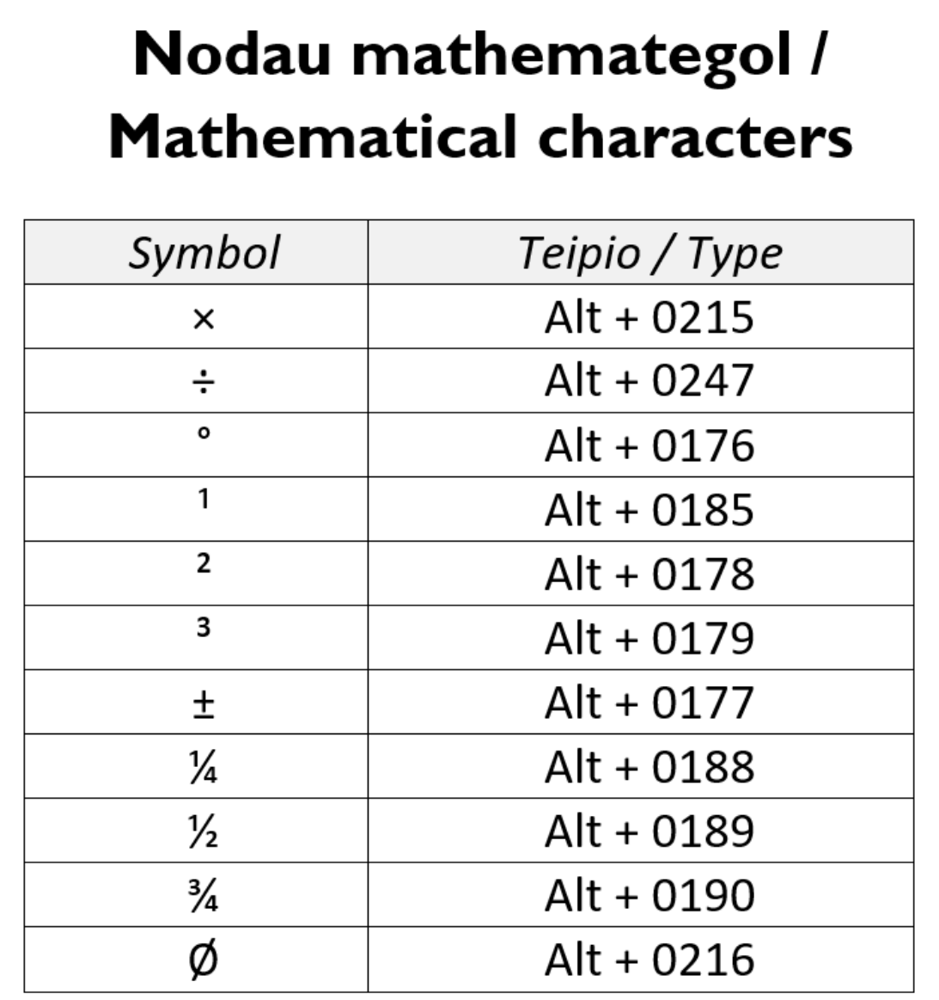 Nodau mathemategol /
Mathematical characters
Symbol Teipio / Type
× Alt + 0215
÷ Alt + 0247
° Alt + 0176
¹ Alt + 0185
² Alt + 0178
³ Alt + 0179
± Alt + 0177
¼ Alt + 0188
½ Alt + 0189
¾ Alt + 0190
Ø Alt + 0216